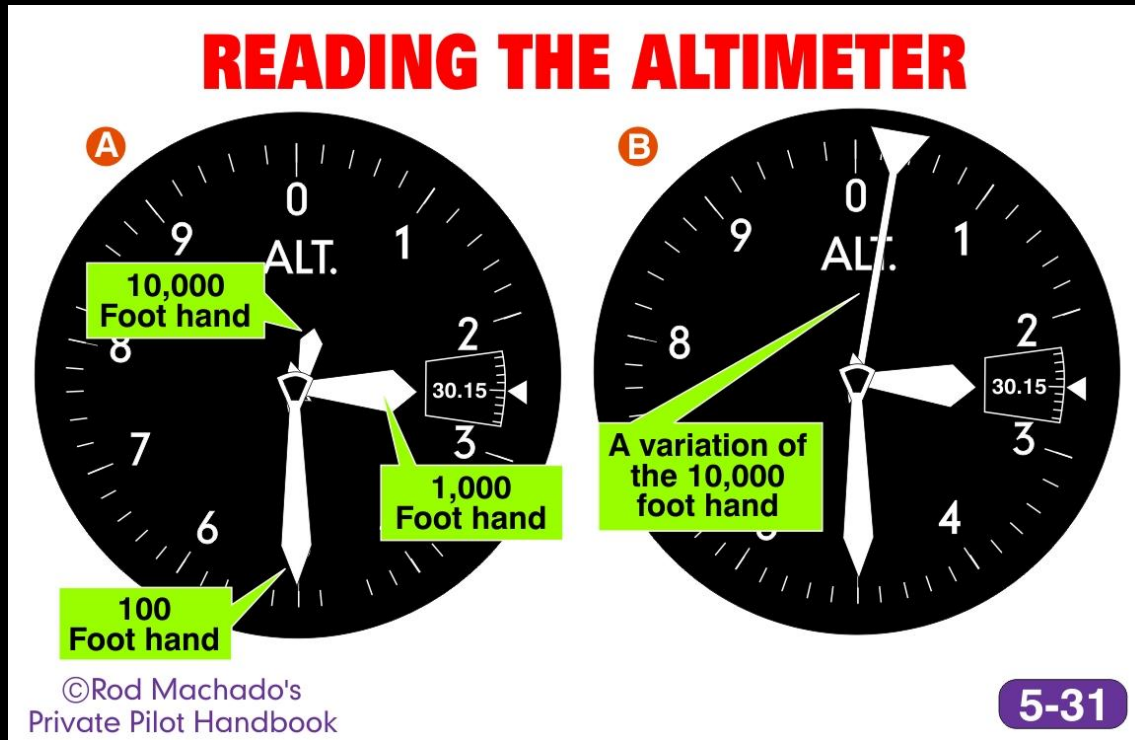 READING THE ALTIMETER
A
0
1
2
3
6
7
8
9
ALT.
30.15
10,000
Foot hand
1,000
Foot hand
100
Foot hand
B
0
1
2
3
4
8
9
ALT.
30.15
A variation of
the 10,000
foot hand
©Rod Machado's
Private Pilot Handbook
5-31